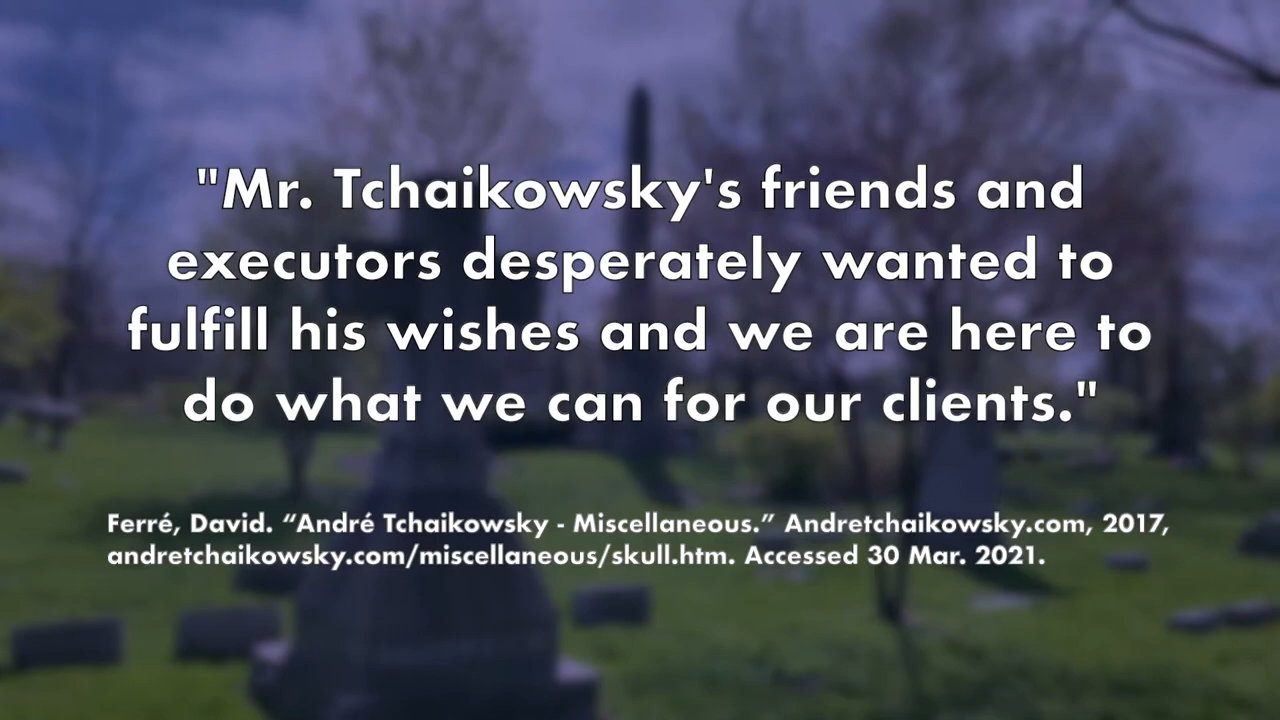 "Mr. Tchaikowsky's friends and
executors desperately wanted to
fulfill his wishes and we are here to
do what we can for our clients."
Ferré, David. “André Tchaikowsky - Miscellaneous.” Andretchaikowsky.com, 2017,
andretchaikowsky.com/miscellaneous/skull.htm. Accessed 30 Mar. 2021.